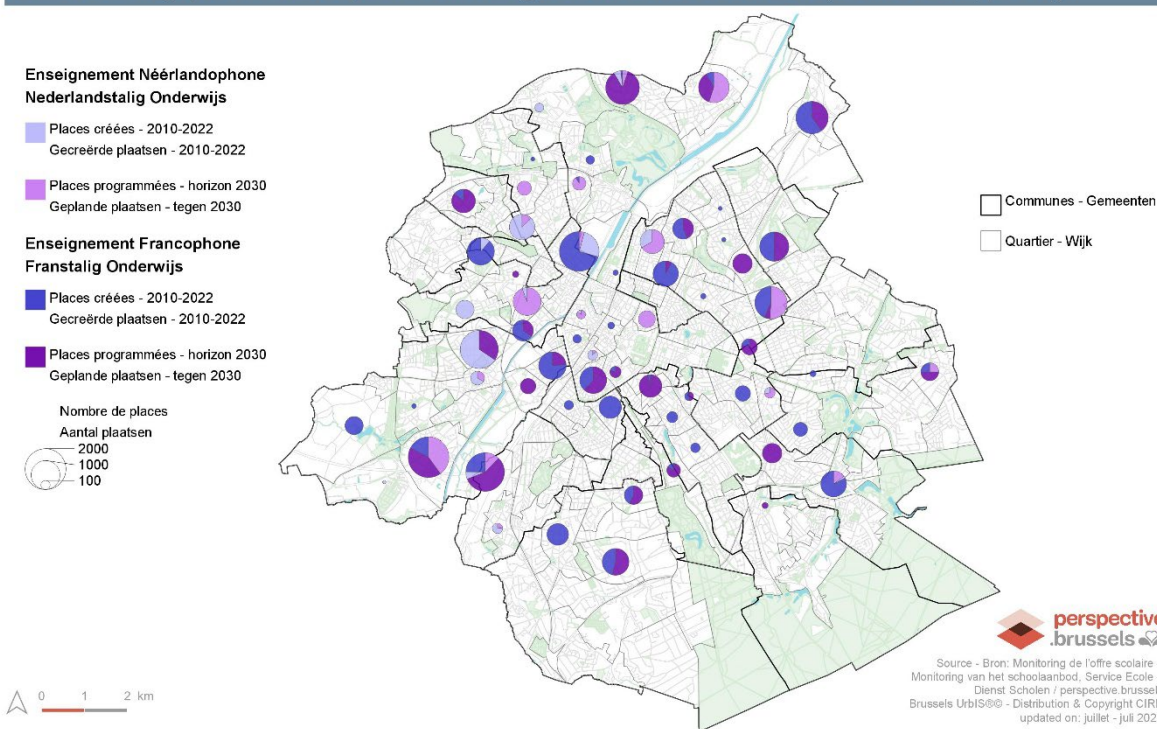 Enseignement Néérlandophone
Nederlandstalig Onderwijs
Places créées - 2010-2022
Gecreërde plaatsen - 2010-2022
Places programmées - horizon 2030
Geplande plaatsen - tegen 2030
Enseignement Francophone
Franstalig Onderwijs
Places créées - 2010-2022
Gecreërde plaatsen - 2010-2022
Places programmées - horizon 2030
Geplande plaatsen - tegen 2030
Nombre de places
Aantal plaatsen
2000
1000
100
Communes - Gemeenten
Quartier - Wijk
0 1 2 km
perspective
.brussels
Source - Bron: Monitoring de l'offre scolaire
Monitoring van het schoolaanbod, Service Ecole
Dienst Scholen / perspective.brussel
Brussels UrbIS®© - Distribution & Copyright CIR
updated on: juillet - juli 202